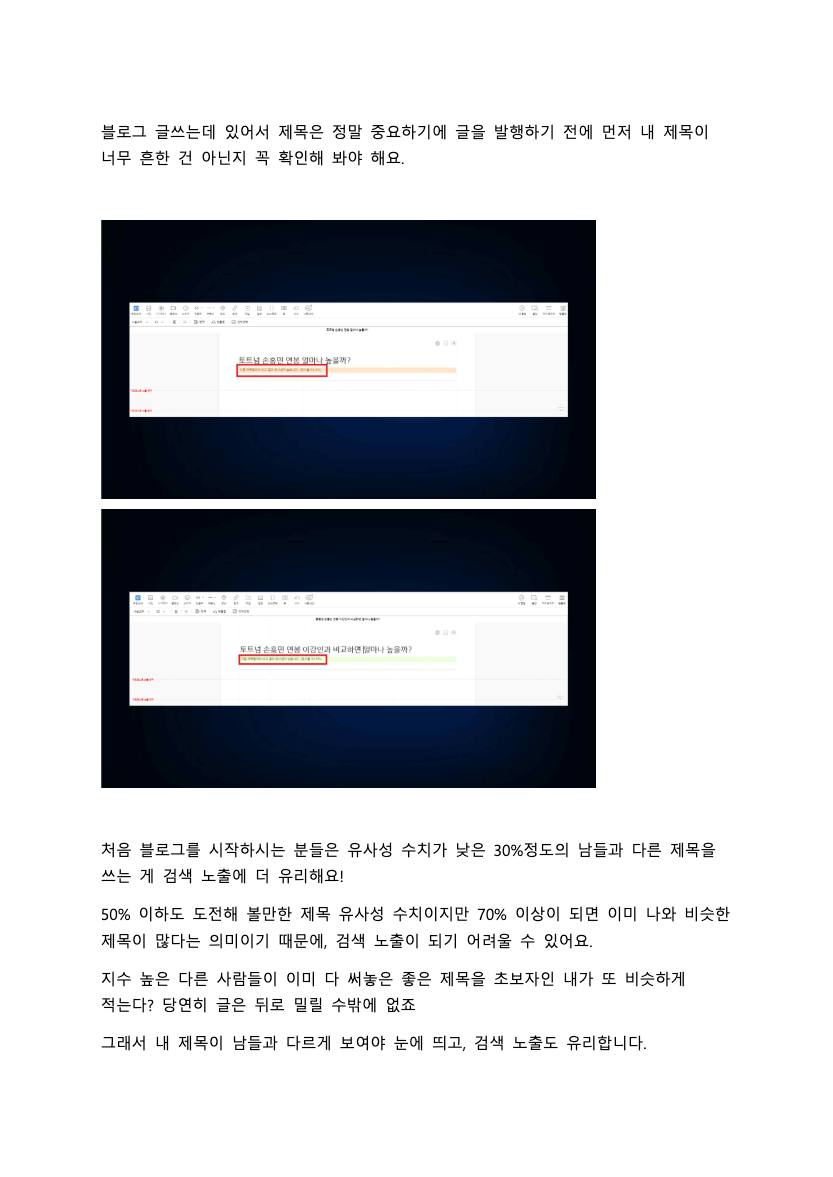 블로그 글쓰는데 있어서 제목은 정말 중요하기에 글을 발행하기 전에 먼저 내 제목이
너무 흔한 건 아닌지 꼭 확인해 봐야 해요.
토트넘 손흥민 연봉 얼마나 높을까?
토트넘 손흥민 연봉 이강인과 비교하면 얼마나 높을까?
처음 블로그를 시작하시는 분들은 유사성 수치가 낮은 30%정도의 남들과 다른 제목을
쓰는 게 검색 노출에 더 유리해요!
50% 이하도 도전해 볼만한 제목 유사성 수치이지만 70% 이상이 되면 이미 나와 비슷한
제목이 많다는 의미이기 때문에, 검색 노출이 되기 어려울 수 있어요.
지수 높은 다른 사람들이 이미 다 써놓은 좋은 제목을 초보자인 내가 또 비슷하게
적는다? 당연히 글은 뒤로 밀릴 수밖에 없죠
그래서 내 제목이 남들과 다르게 보여야 눈에 띄고, 검색 노출도 유리합니다.